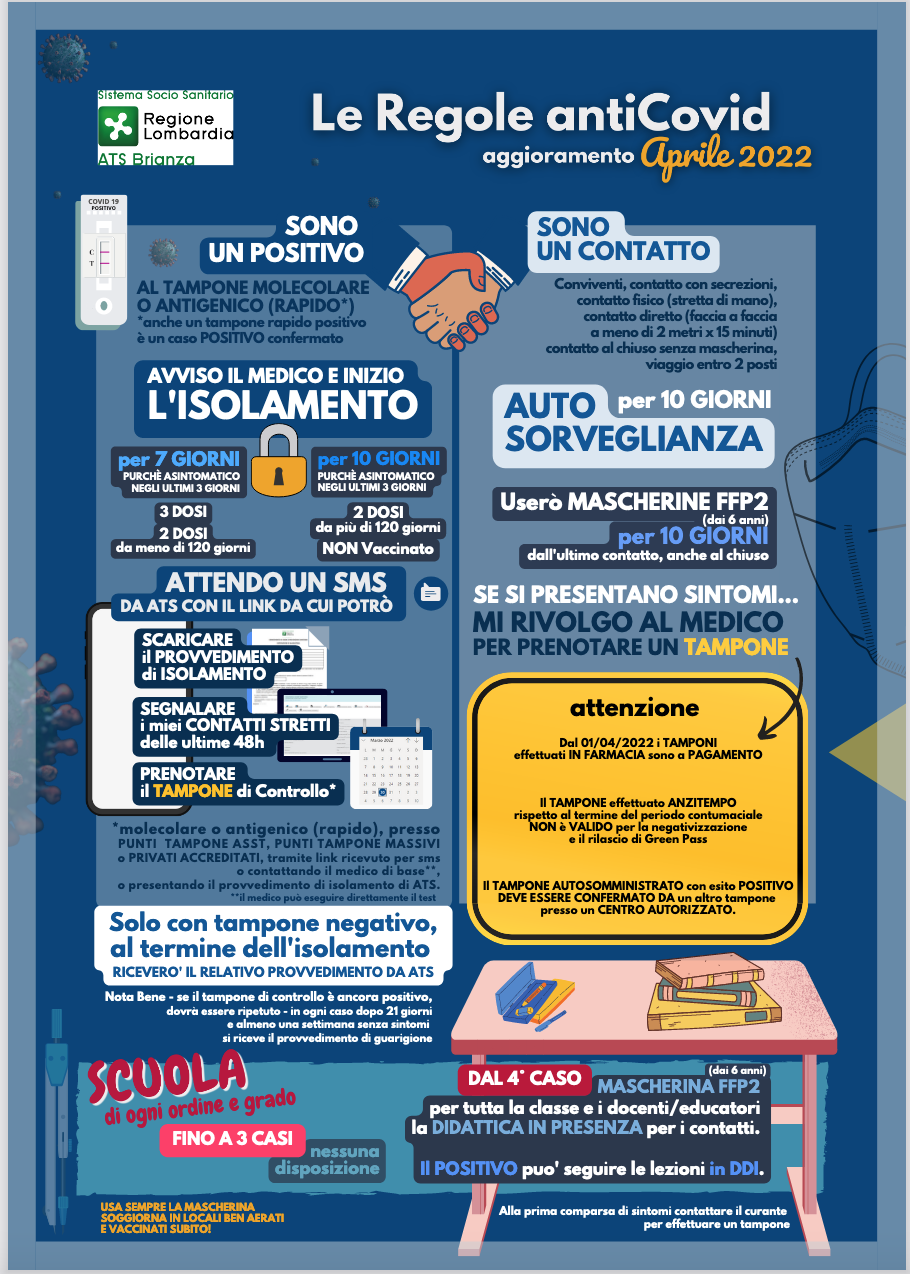 Sistema Socio Sanitario
Regione
Lombardia
ATS Brianza
Le Regole antiCovid
aggioramento Aprile 2022
COVID 19
POSITIVO
C
T
SONO
UN POSITIVO
AL TAMPONE MOLECOLARE
O ANTIGENICO (RAPIDO*)
*anche un tampone rapido positivo
è un caso POSITIVO confermato
AVVISO IL MEDICO E INIZIO
L'ISOLAMENTO
per 7 GIORNI
PURCHÈ ASINTOMATICO
NEGLI ULTIMI 3 GIORNI
3 DOSI
2 DOSI
da meno di 120 giorni
per 10 GIORNI
PURCHÈ ASINTOMATICO
NEGLI ULTIMI 3 GIORNI
2 DOSI
da più di 120 giorni
NON Vaccinato
ATTENDO UN SMS
DA ATS CON IL LINK DA CUI POTRÒ
SCARICARE
il PROVVEDIMENTO
di ISOLAMENTO
SEGNALARE
i miei CONTATTI STRETTI
delle ultime 48h
Marzo 2022
PRENOTARE
il TAMPONE di Controllo*
*molecolare o antigenico (rapido), presso
PUNTI TAMPONE ASST, PUNTI TAMPONE MASSIVI
o PRIVATI ACCREDITATI, tramite link ricevuto per sms
o contattando il medico di base**,
o presentando il provvedimento di isolamento di ATS.
**il medico può eseguire direttamente il test
Solo con tampone negativo,
al termine dell'isolamento
RICEVERO' IL RELATIVO PROVVEDIMENTO DA ATS
Nota Bene - se il tampone di controllo è ancora positivo,
dovrà essere ripetuto - in ogni caso dopo 21 giorni
e almeno una settimana senza sintomi
si riceve il provvedimento di guarigione
SONO
UN CONTATTO
Conviventi, contatto con secrezioni,
contatto fisico (stretta di mano),
contatto diretto (faccia a faccia
a meno di 2 metri x 15 minuti)
contatto al chiuso senza mascherina,
viaggio entro 2 posti
AUTO per 10 GIORNI
SORVEGLIANZA
Userò MASCHERINE FFP2
(dai 6 anni)
per 10 GIORNI
dall'ultimo contatto, anche al chiuso
SE SI PRESENTANO SINTOMI...
MI RIVOLGO AL MEDICO
PER PRENOTARE UN TAMPONE
attenzione
Dal 01/04/2022 i TAMPONI
effettuati IN FARMACIA sono a PAGAMENTO
Il TAMPONE effettuato ANZITEMPO
rispetto al termine del periodo contumaciale
NON è VALIDO per la negativizzazione
e il rilascio di Green Pass
Il TAMPONE AUTOSOMMINISTRATO con esito POSITIVO
DEVE ESSERE CONFERMATO DA un altro tampone
presso un CENTRO AUTORIZZATO.
SCUOLA
di ogni ordine e grado
FINO A 3 CASI
nessuna
disposizione
DAL 4° CASO
(dai 6 anni)
MASCHERINA FFP2
per tutta la classe e i docenti/educatori
la DIDATTICA IN PRESENZA per i contatti.
Il POSITIVO puo' seguire le lezioni in DDI.
USA SEMPRE LA MASCHERINA
SOGGIORNA IN LOCALI BEN AERATI
E VACCINATI SUBITO!
Alla prima comparsa di sintomi contattare il curante
per effettuare un tampone